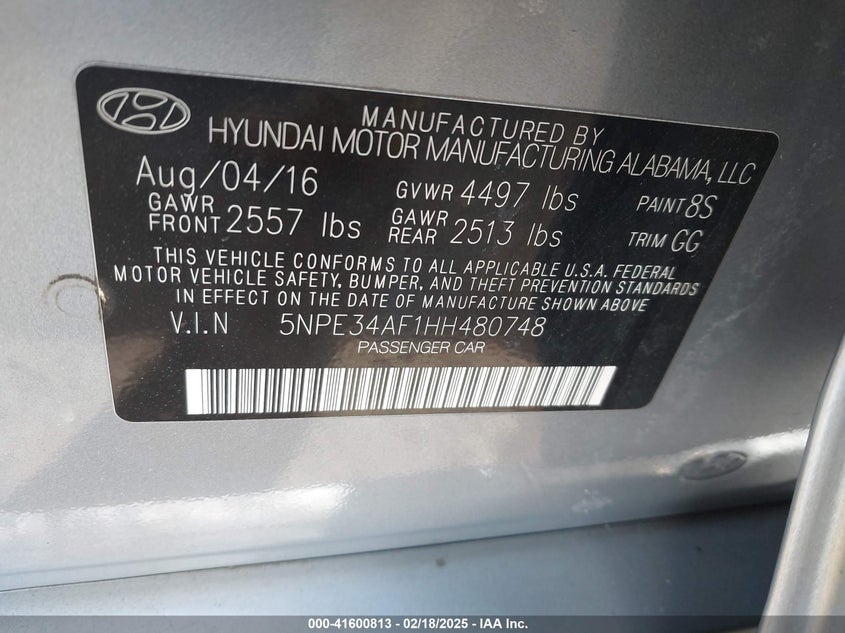 MANUFACTURED BY
HYUNDAI MOTOR MANUFACTURING ALABAMA, LLC
Aug/04/16 GVWR 4497 lbs PAINT 8S
GAWR FRONT 2557 lbs GAWR REAR 2513 lbs TRIM GG
THIS VEHICLE CONFORMS TO ALL APPLICABLE U.S.A. FEDERAL
MOTOR VEHICLE SAFETY, BUMPER, AND THEFT PREVENTION STANDARDS
IN EFFECT ON THE DATE OF MANUFACTURE SHOWN ABOVE
V.I.N 5NPE34AF1HH480748
PASSENGER CAR
000-41600813 - 02/18/2025 - IAA Inc.